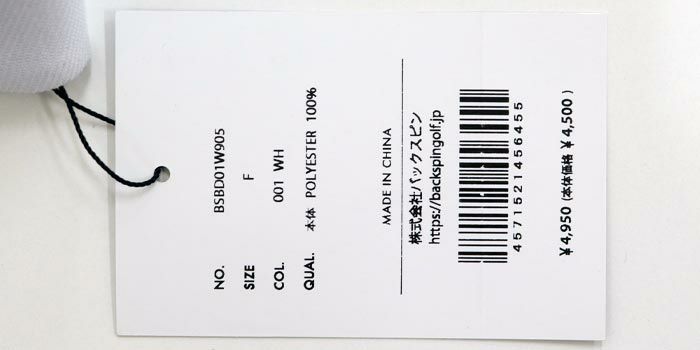 NO. BSBD01W905
SIZE F
COL. 001 WH
QUAL. 本体 POLYESTER 100%
MADE IN CHINA
株式会社バックスピン
https://backspingolf.jp
4571521456455
¥4,950 (本体価格 ¥4,500 )